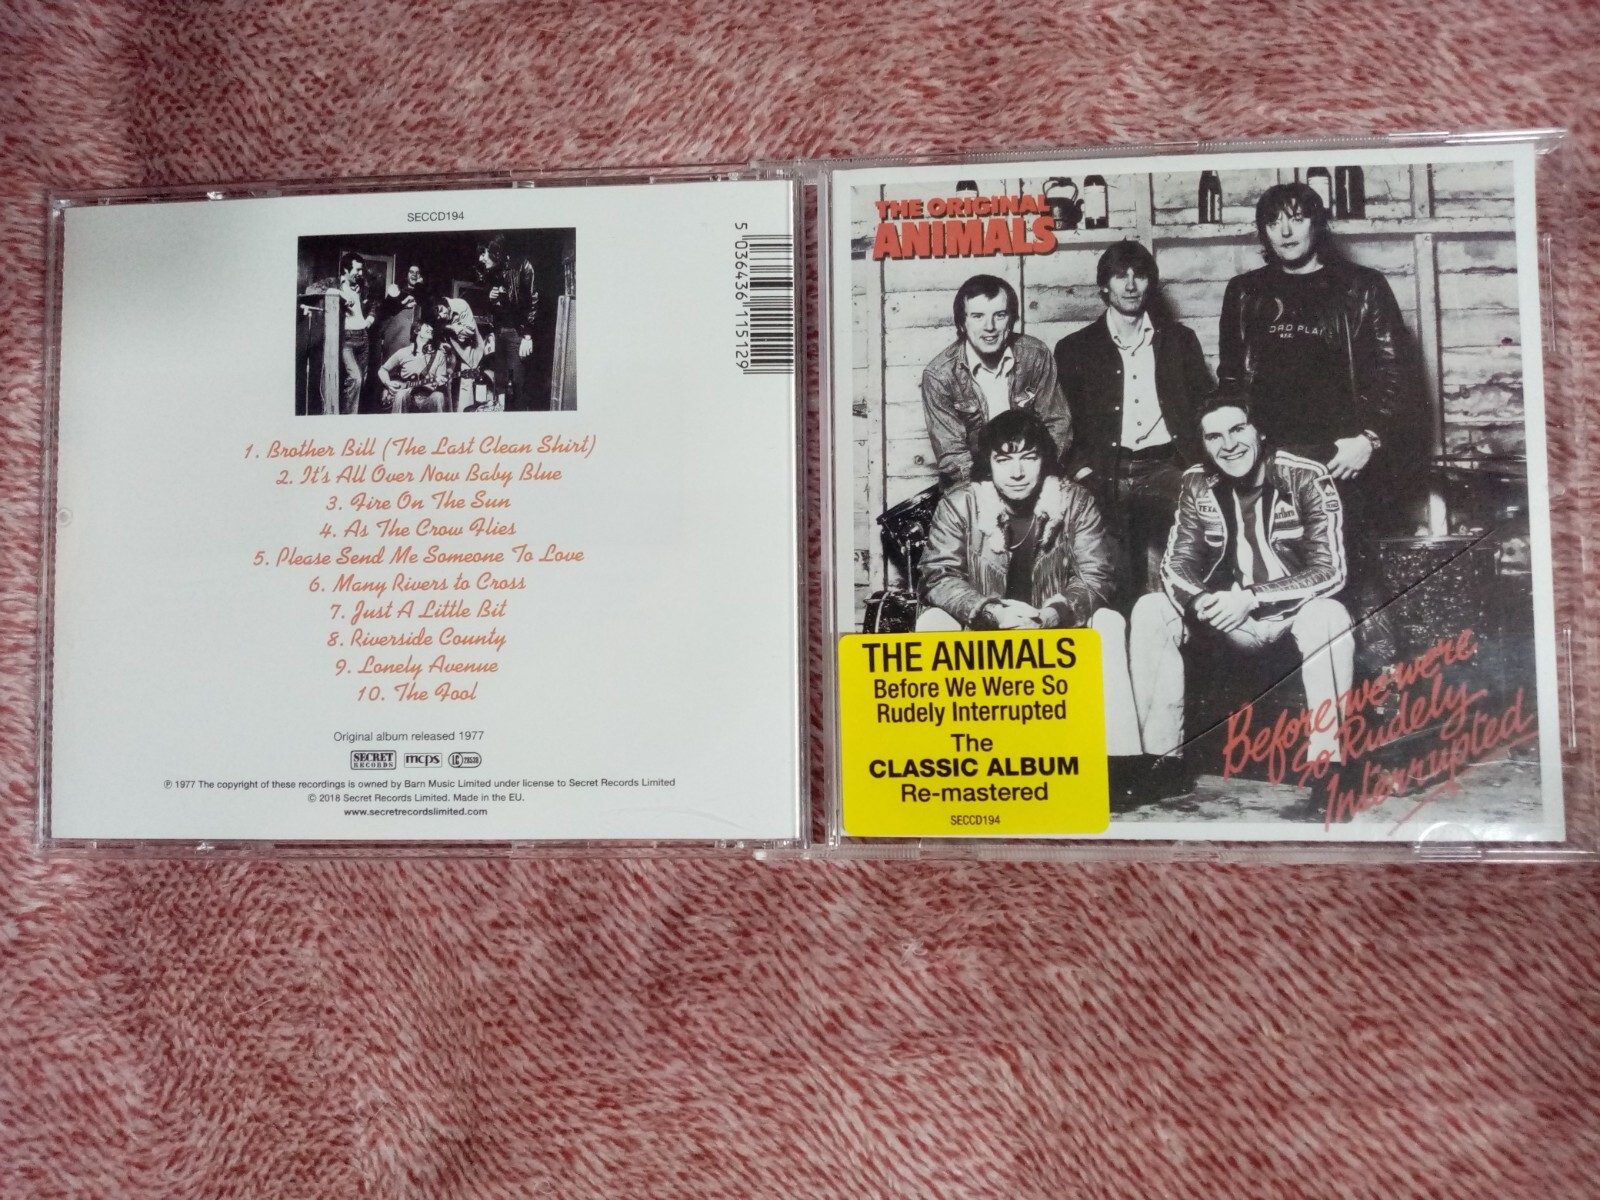 SECCD194
5 036436 115129
1. Brother Bill (The Last Clean Shirt)
2. It's All Over Now Baby Blue
3. Fire On The Sun
4. As The Crow Flies
5. Please Send Me Someone To Love
6. Many Rivers to Cross
7. Just A Little Bit
8. Riverside County
9. Lonely Avenue
10. The Fool
Original album released 1977
SECRET
RECORDS
mcps
LC
℗ 1977 The copyright of these recordings is owned by Barn Music Limited under license to Secret Records Limited
© 2018 Secret Records Limited. Made in the EU.
www.secretrecordslimited.com
THE ORIGINAL
ANIMALS
Before we were
so Rudely
Interrupted
THE ANIMALS
Before We Were So
Rudely Interrupted
The
CLASSIC ALBUM
Re-mastered
SECCD194